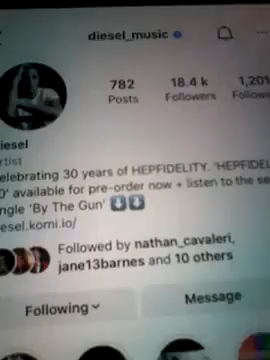 diesel_music
782 18.4 k 1,201
Posts Followers Follow
iesel
rtist
elebrating 30 years of HEPFIDELITY. 'HEPFIDEL
0' available for pre-order now + listen to the se
ngle 'By The Gun'
esel.komi.io/
Followed by nathan_cavaleri,
jane13barnes and 10 others
Following Message